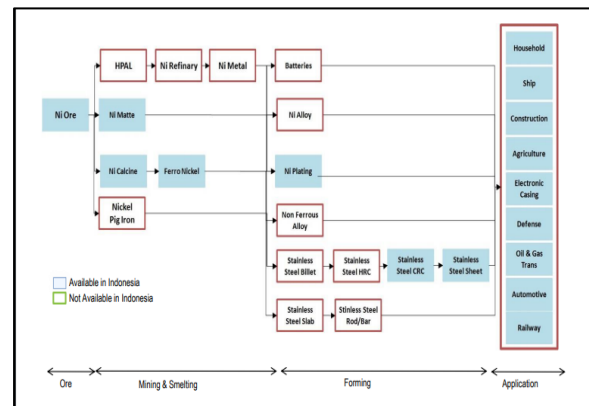 HPAL
Ni Refinary
Ni Metal
Batteries
Household
Ship
Ni Ore
Ni Matte
Ni Alloy
Construction
Agriculture
Ni Calcine
Ferro Nickel
Ni Plating
Electronic
Casing
Nickel
Pig Iron
Non Ferrous
Alloy
Defense
Stainless
Steel Billet
Stainless
Steel HRC
Stainless
Steel CRC
Stainless
Steel Sheet
Oil & Gas
Trans
Available in Indonesia
Not Available in Indonesia
Automotive
Stainless
Steel Slab
Stinless Steel
Rod/Bar
Railway
Ore
Mining & Smelting
Forming
Application